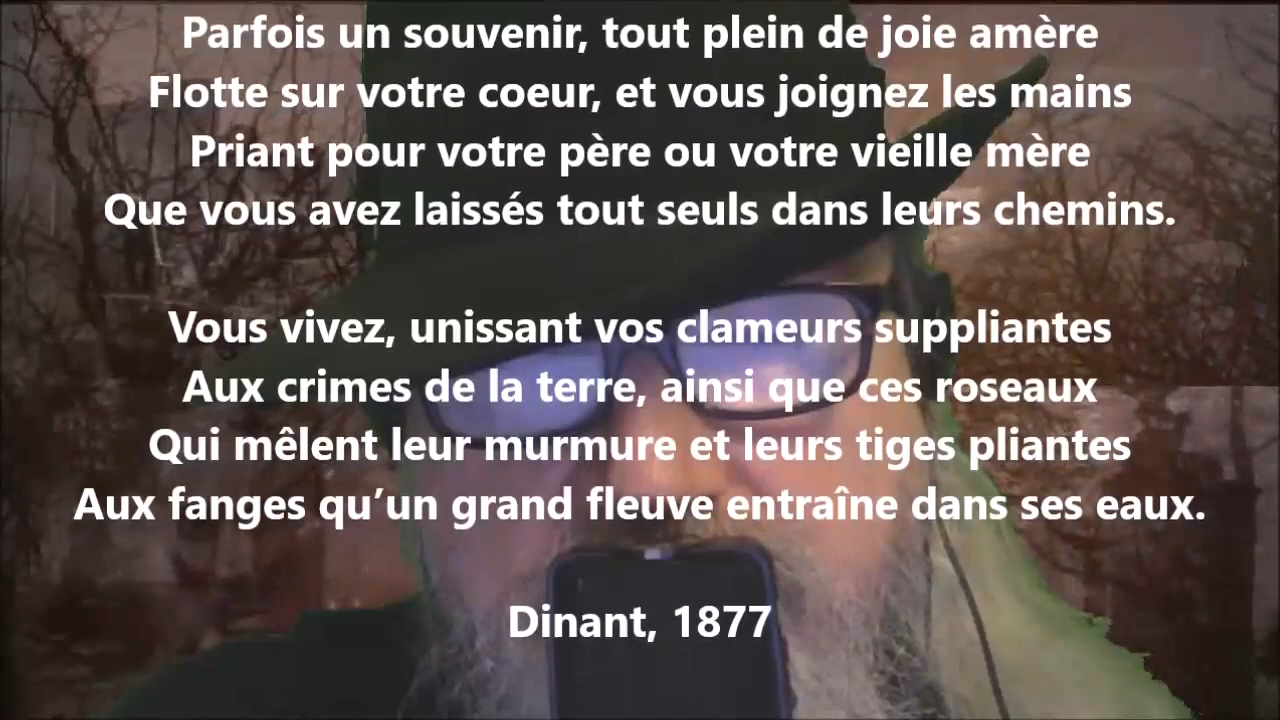 Parfois un souvenir, tout plein de joie amère
Flotte sur votre coeur, et vous joignez les mains
Priant pour votre père ou votre vieille mère
Que vous avez laissés tout seuls dans leurs chemins.
Vous vivez, unissant vos clameurs suppliantes
Aux crimes de la terre, ainsi que ces roseaux
Qui mêlent leur murmure et leurs tiges pliantes
Aux fanges qu’un grand fleuve entraîne dans ses eaux.
Dinant, 1877